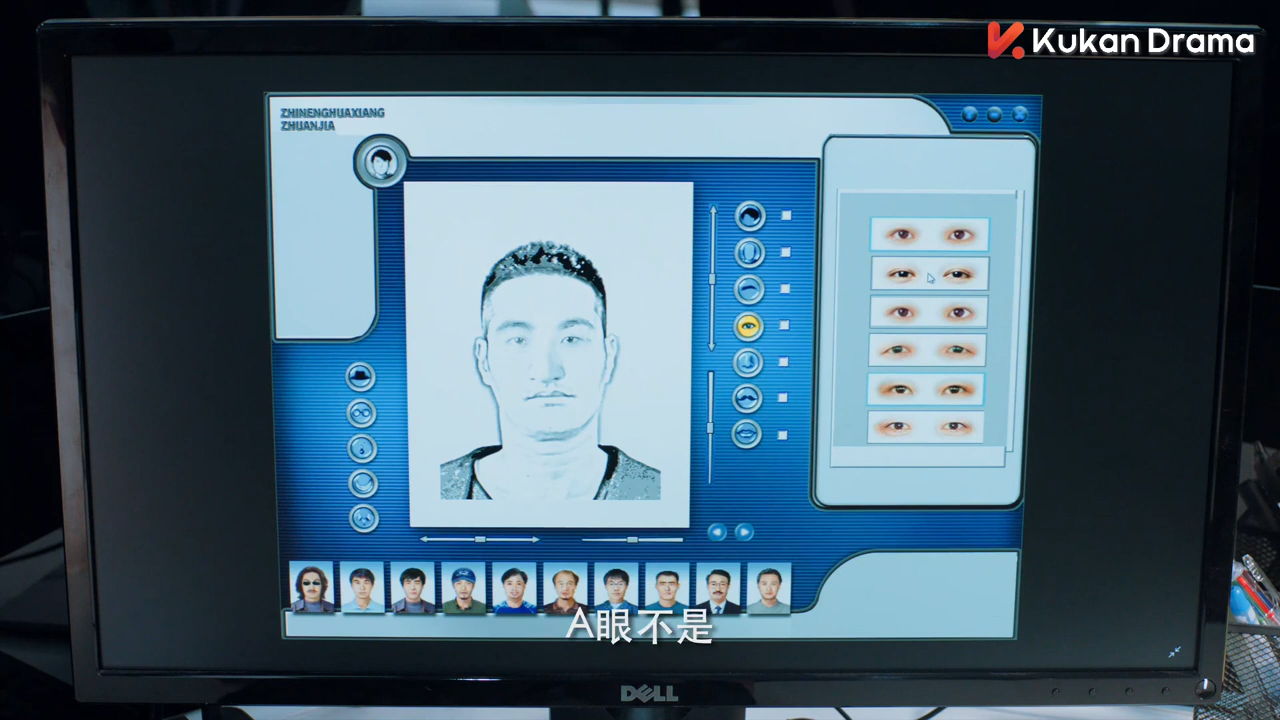 Kukan Drama
ZHINENGHUAXIANG
ZHUANJIA
A眼不是
DELL